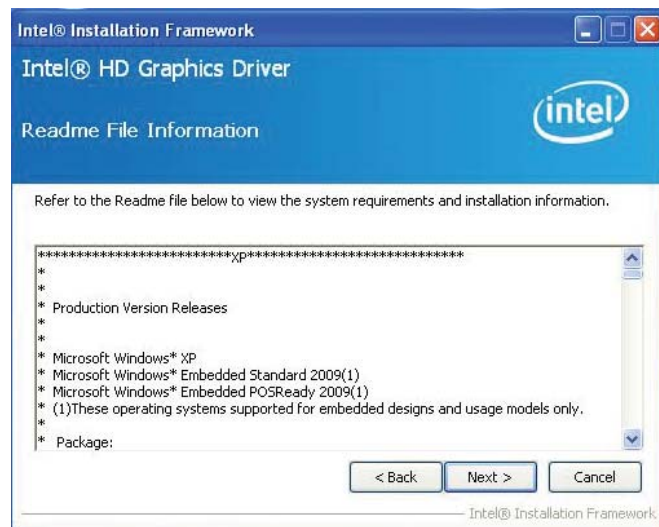 Intel® Installation Framework
Intel® HD Graphics Driver
Readme File Information
intel
Refer to the Readme file below to view the system requirements and installation information.
*************************XP****************************
*
*
* Production Version Releases
*
*
* Microsoft Windows* XP
* Microsoft Windows* Embedded Standard 2009(1)
* Microsoft Windows* Embedded POSReady 2009(1)
* (1)These operating systems supported for embedded designs and usage models only.
*
* Package:
< Back
Next >
Cancel
Intel® Installation Framework